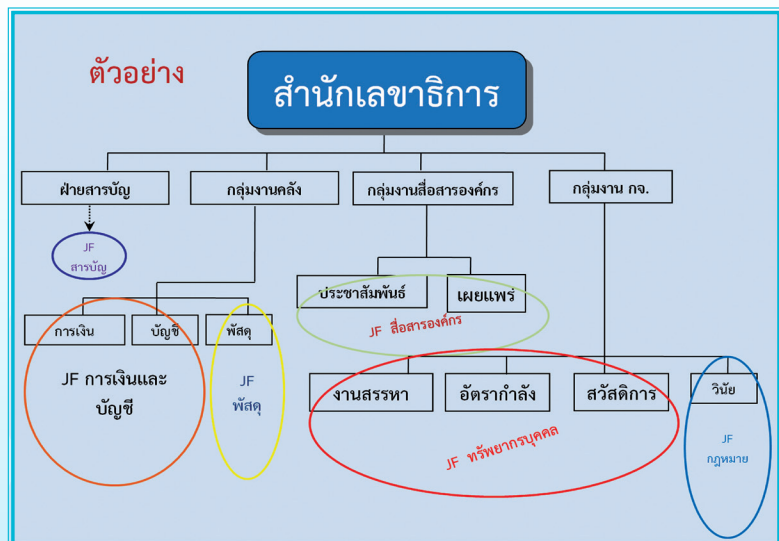 ตัวอย่าง
สำนักเลขาธิการ
ฝ่ายสารบัญ
กลุ่มงานคลัง
กลุ่มงานสื่อสารองค์กร
กลุ่มงาน กจ.
JF
สารบัญ
ประชาสัมพันธ์
เผยแพร่
JF สื่อสารองค์กร
การเงิน
บัญชี
พัสดุ
JF การเงินและ
บัญชี
JF
พัสดุ
งานสรรหา
อัตรากำลัง
สวัสดิการ
วินัย
JF ทรัพยากรบุคคล
JF
กฎหมาย